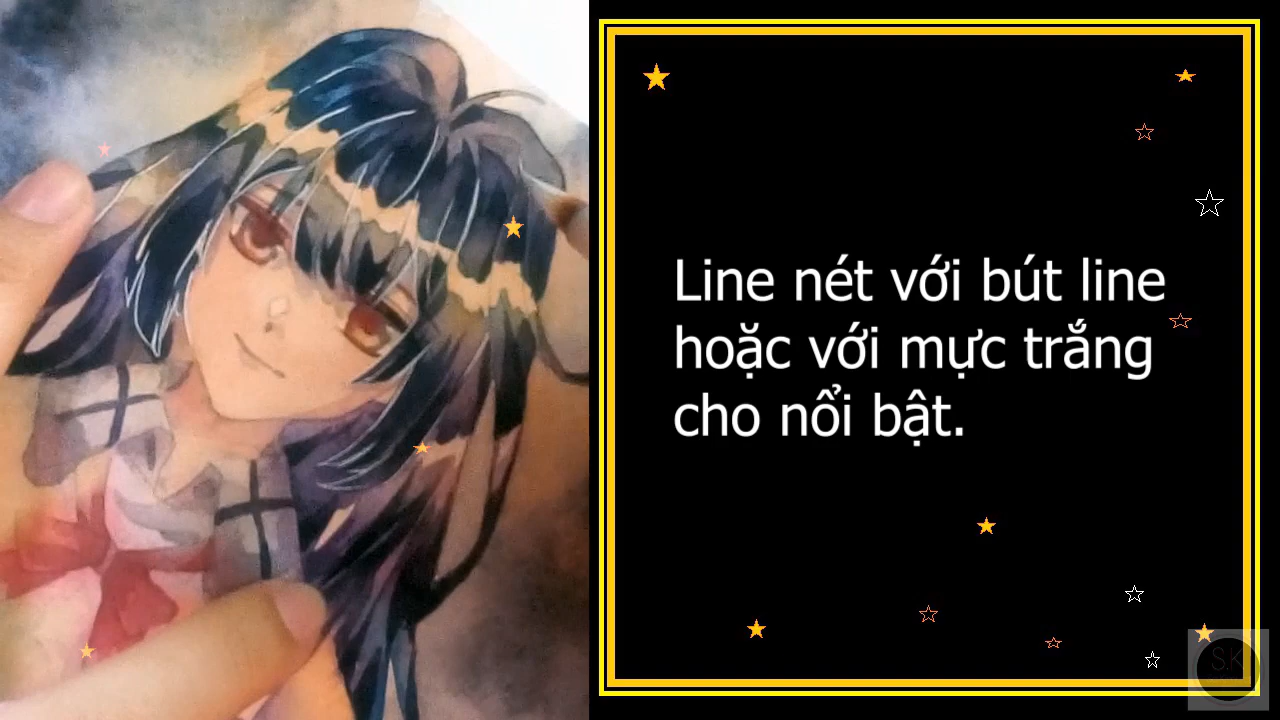 Line nét với bút line
hoặc với mực trắng
cho nổi bật.
S.K